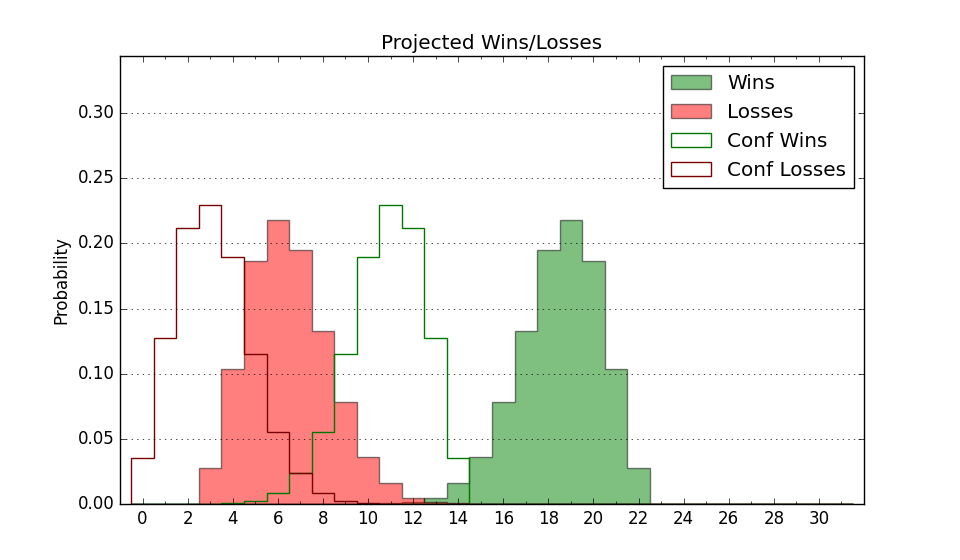 Projected Wins/Losses
Wins
Losses
Conf Wins
Conf Losses
Probability
0.30
0.25
0.20
0.15
0.10
0.05
0.00
0 2 4 6 8 10 12 14 16 18 20 22 24 26 28 30